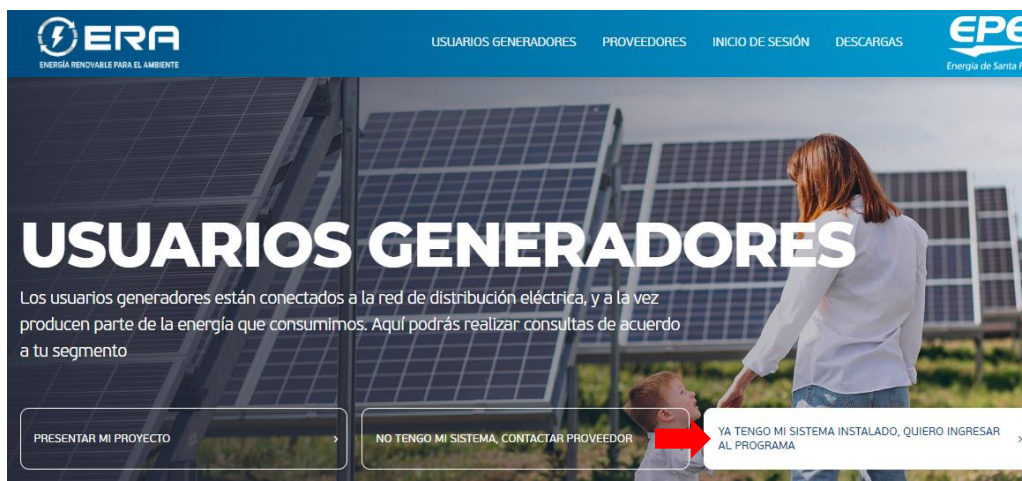 ERA
ENERGÍA RENOVABLE PARA EL AMBIENTE
USUARIOS GENERADORES
PROVEEDORES
INICIO DE SESIÓN
DESCARGAS
EPE
Energía de Santa
USUARIOS GENERADORES
Los usuarios generadores están conectados a la red de distribución eléctrica, y a la vez
producen parte de la energía que consumimos. Aquí podrás realizar consultas de acuerdo
a tu segmento
PRESENTAR MI PROYECTO
NO TENGO MI SISTEMA, CONTACTAR PROVEEDOR
YA TENGO MI SISTEMA INSTALADO, QUIERO INGRESAR
AL PROGRAMA